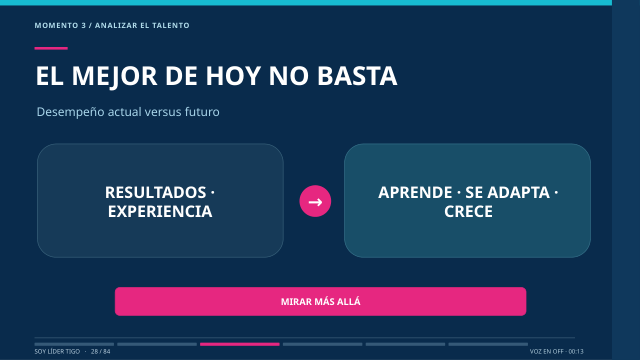 MOMENTO 3 / ANALIZAR EL TALENTO
EL MEJOR DE HOY NO BASTA
Desempeño actual versus futuro
RESULTADOS ·
EXPERIENCIA
→
APRENDE · SE ADAPTA ·
CRECE
MIRAR MÁS ALLÁ
SOY LÍDER TIGO · 28 / 84
VOZ EN OFF · 00:13